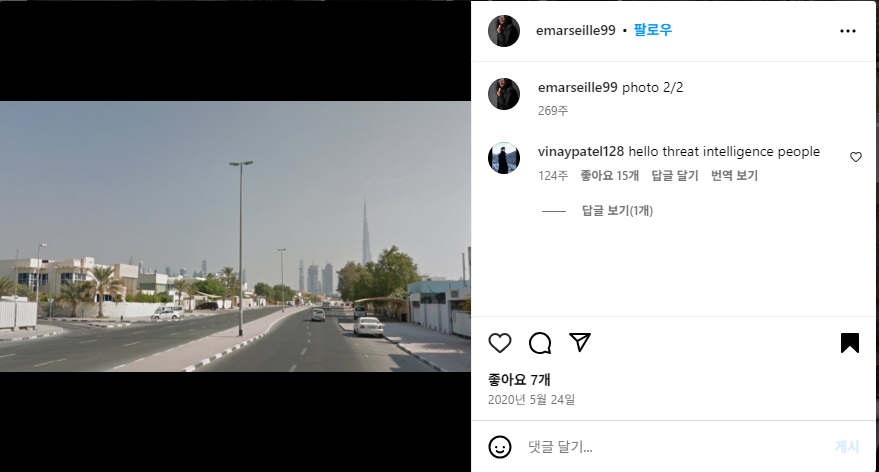 emarseille99 • 팔로우
emarseille99 photo 2/2
269주
vinaypatel128 hello threat intelligence people
124주 좋아요 15개 답글 달기 번역 보기
답글 보기(1개)
좋아요 7개
2020년 5월 24일
댓글 달기...
게시